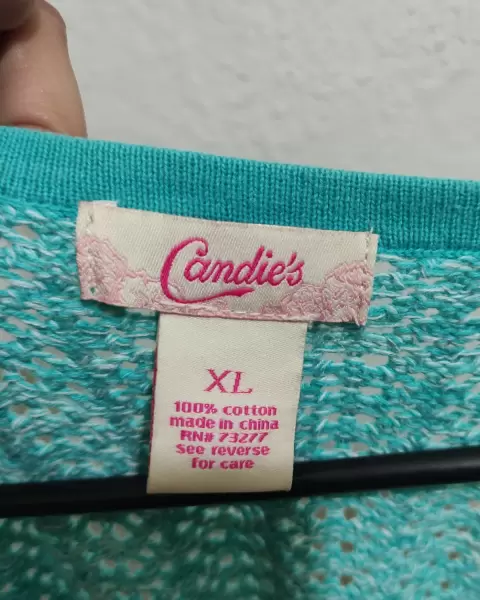 Candie's
XL
100% cotton
made in china
RN# 73277
See reverse
for care